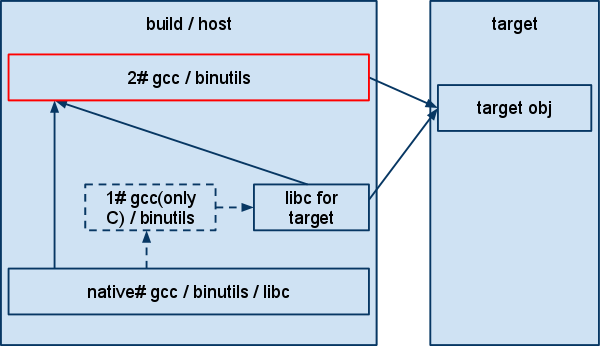 build / host
target
2# gcc / binutils
target obj
1# gcc(only
C) / binutils
libc for
target
native# gcc / binutils / libc